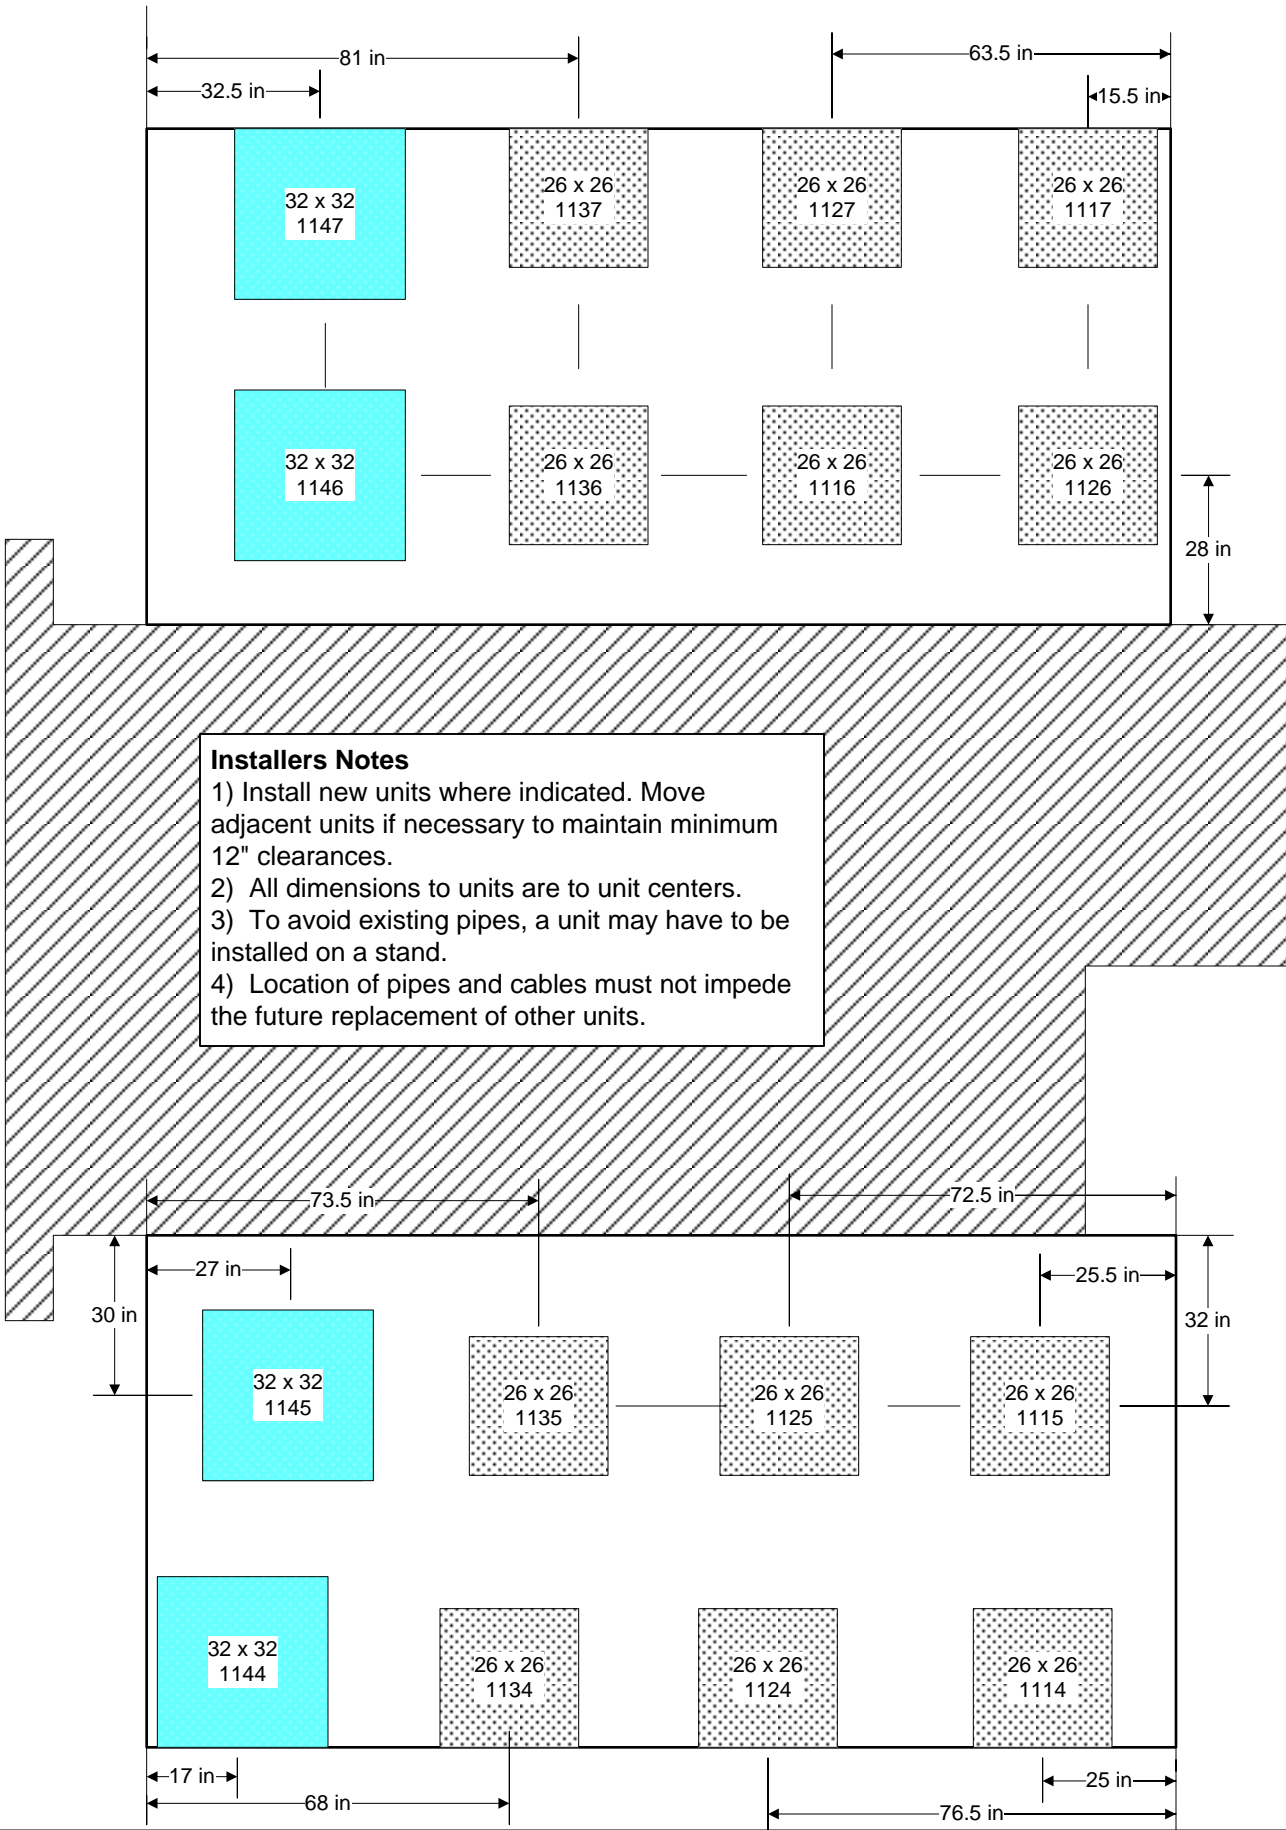 81 in
63.5 in
32.5 in
15.5 in
32 x 32
1147
26 x 26
1137
26 x 26
1127
26 x 26
1117
32 x 32
1146
26 x 26
1136
26 x 26
1116
26 x 26
1126
28 in
Installers Notes
1) Install new units where indicated. Move
adjacent units if necessary to maintain minimum
12" clearances.
2) All dimensions to units are to unit centers.
3) To avoid existing pipes, a unit may have to be
installed on a stand.
4) Location of pipes and cables must not impede
the future replacement of other units.
73.5 in
72.5 in
27 in
25.5 in
30 in
32 in
32 x 32
1145
26 x 26
1135
26 x 26
1125
26 x 26
1115
32 x 32
1144
26 x 26
1134
26 x 26
1124
26 x 26
1114
17 in
25 in
68 in
76.5 in